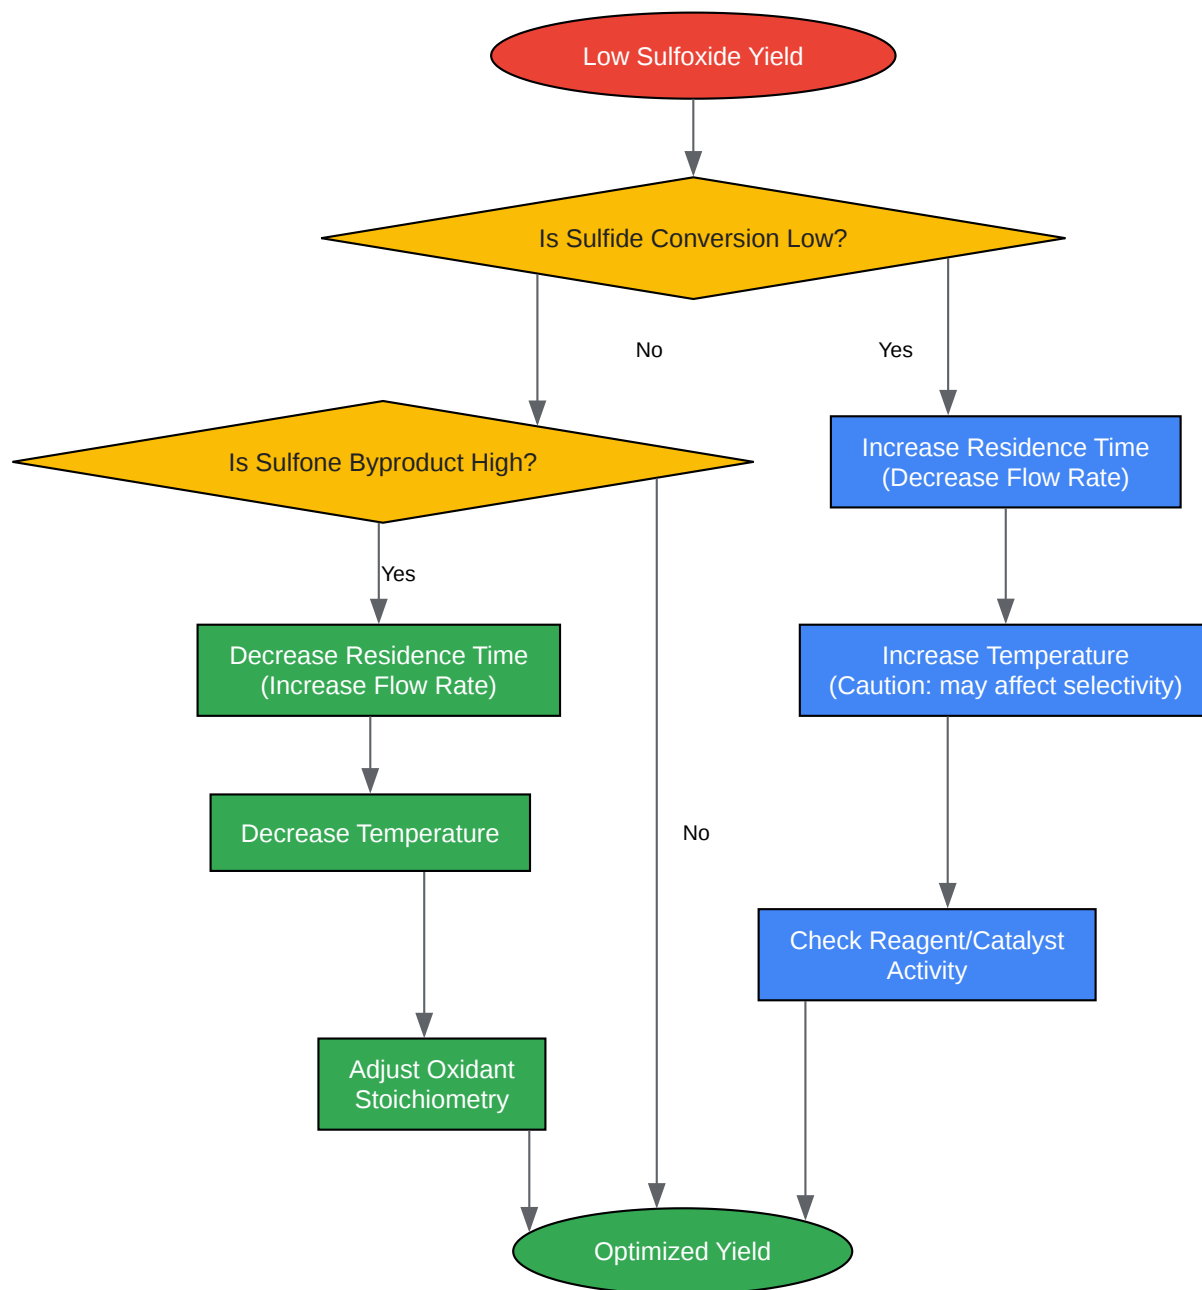 Low Sulfoxide Yield
Is Sulfide Conversion Low?
No
Yes
Is Sulfone Byproduct High?
Increase Residence Time
(Decrease Flow Rate)
Yes
Decrease Residence Time
(Increase Flow Rate)
Increase Temperature
(Caution: may affect selectivity)
Decrease Temperature
No
Check Reagent/Catalyst
Activity
Adjust Oxidant
Stoichiometry
Optimized Yield